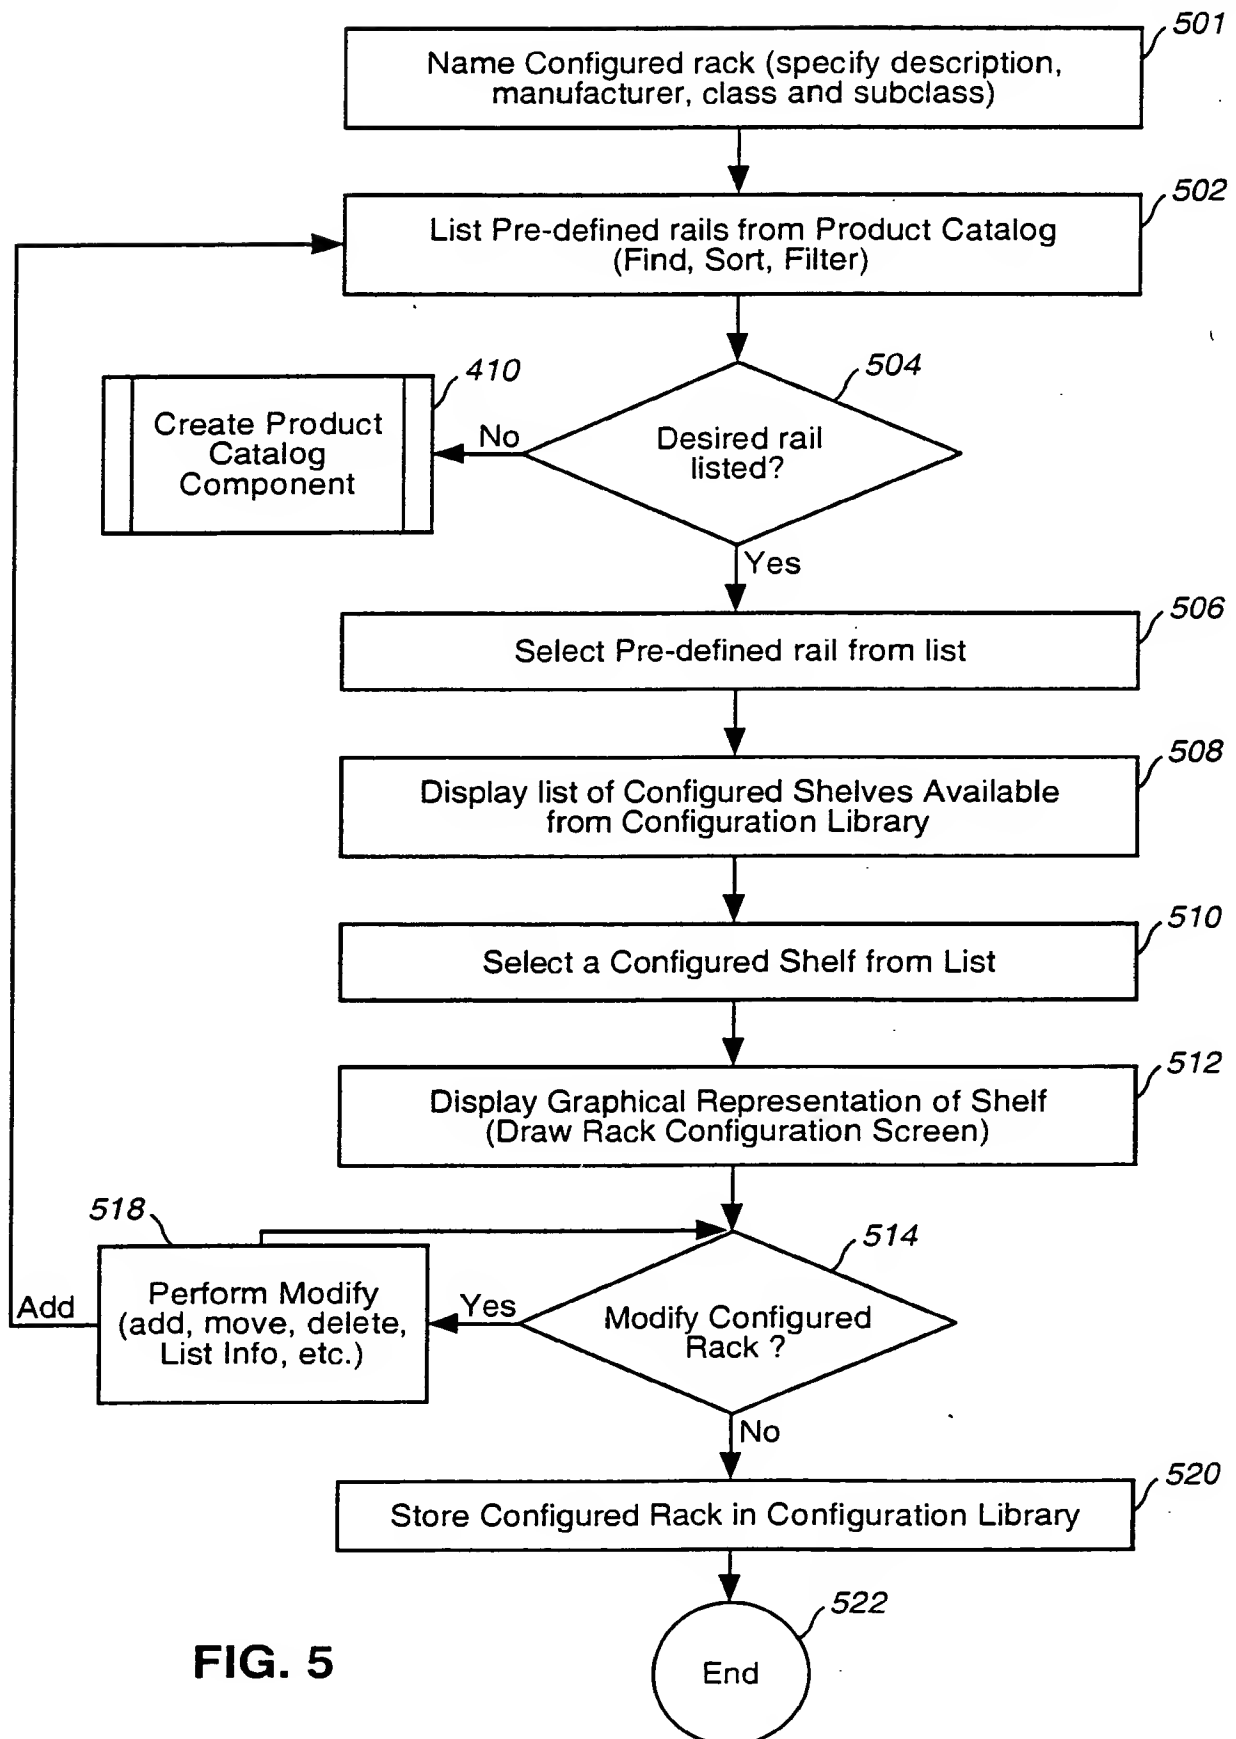 501
Name Configured rack (specify description,
manufacturer, class and subclass)
502
List Pre-defined rails from Product Catalog
(Find, Sort, Filter)
410
Create Product
Catalog
Component
No
504
Desired rail
listed?
Yes
506
Select Pre-defined rail from list
508
Display list of Configured Shelves Available
from Configuration Library
510
Select a Configured Shelf from List
512
Display Graphical Representation of Shelf
(Draw Rack Configuration Screen)
518
Add
Perform Modify
(add, move, delete,
List Info, etc.)
Yes
514
Modify Configured
Rack ?
No
520
Store Configured Rack in Configuration Library
522
End
FIG. 5